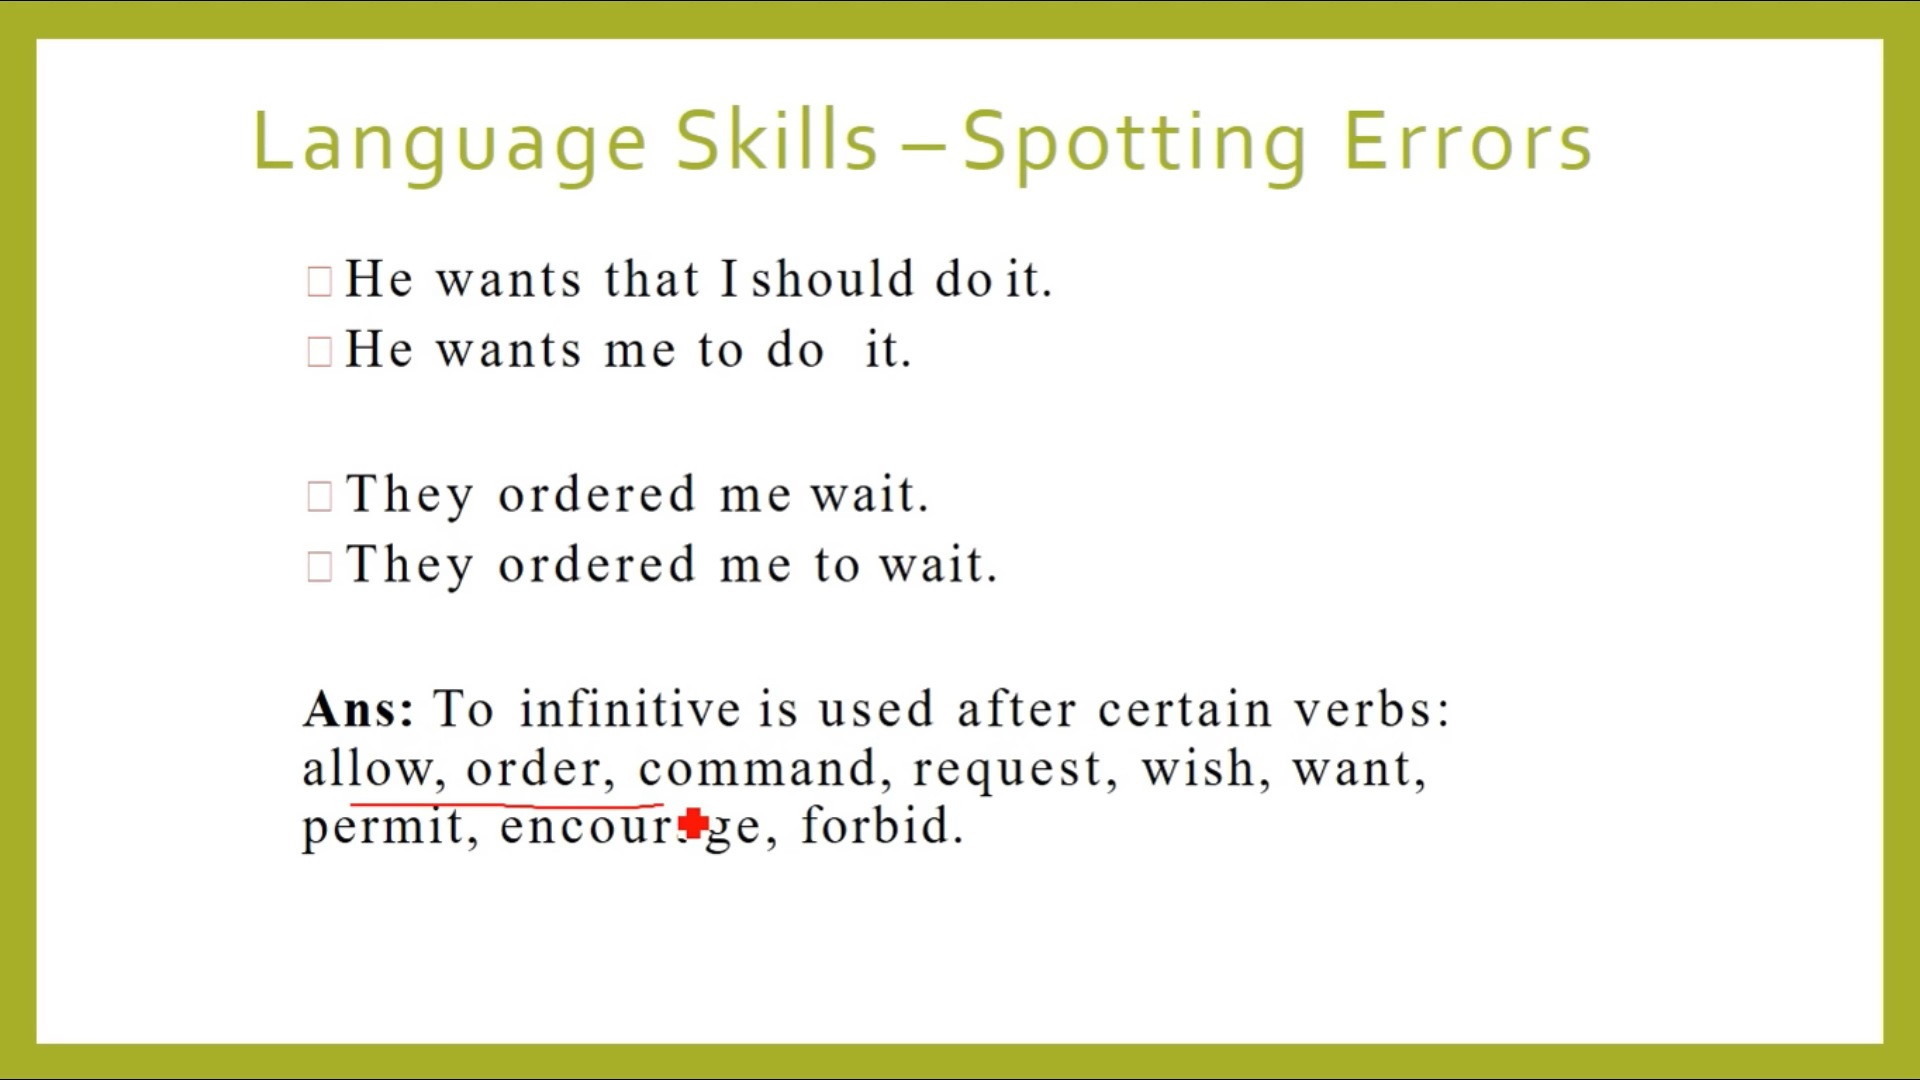 Language Skills – Spotting Errors
He wants that I should do it.
He wants me to do it.
They ordered me wait.
They ordered me to wait.
Ans: To infinitive is used after certain verbs:
allow, order, command, request, wish, want,
permit, encourage, forbid.